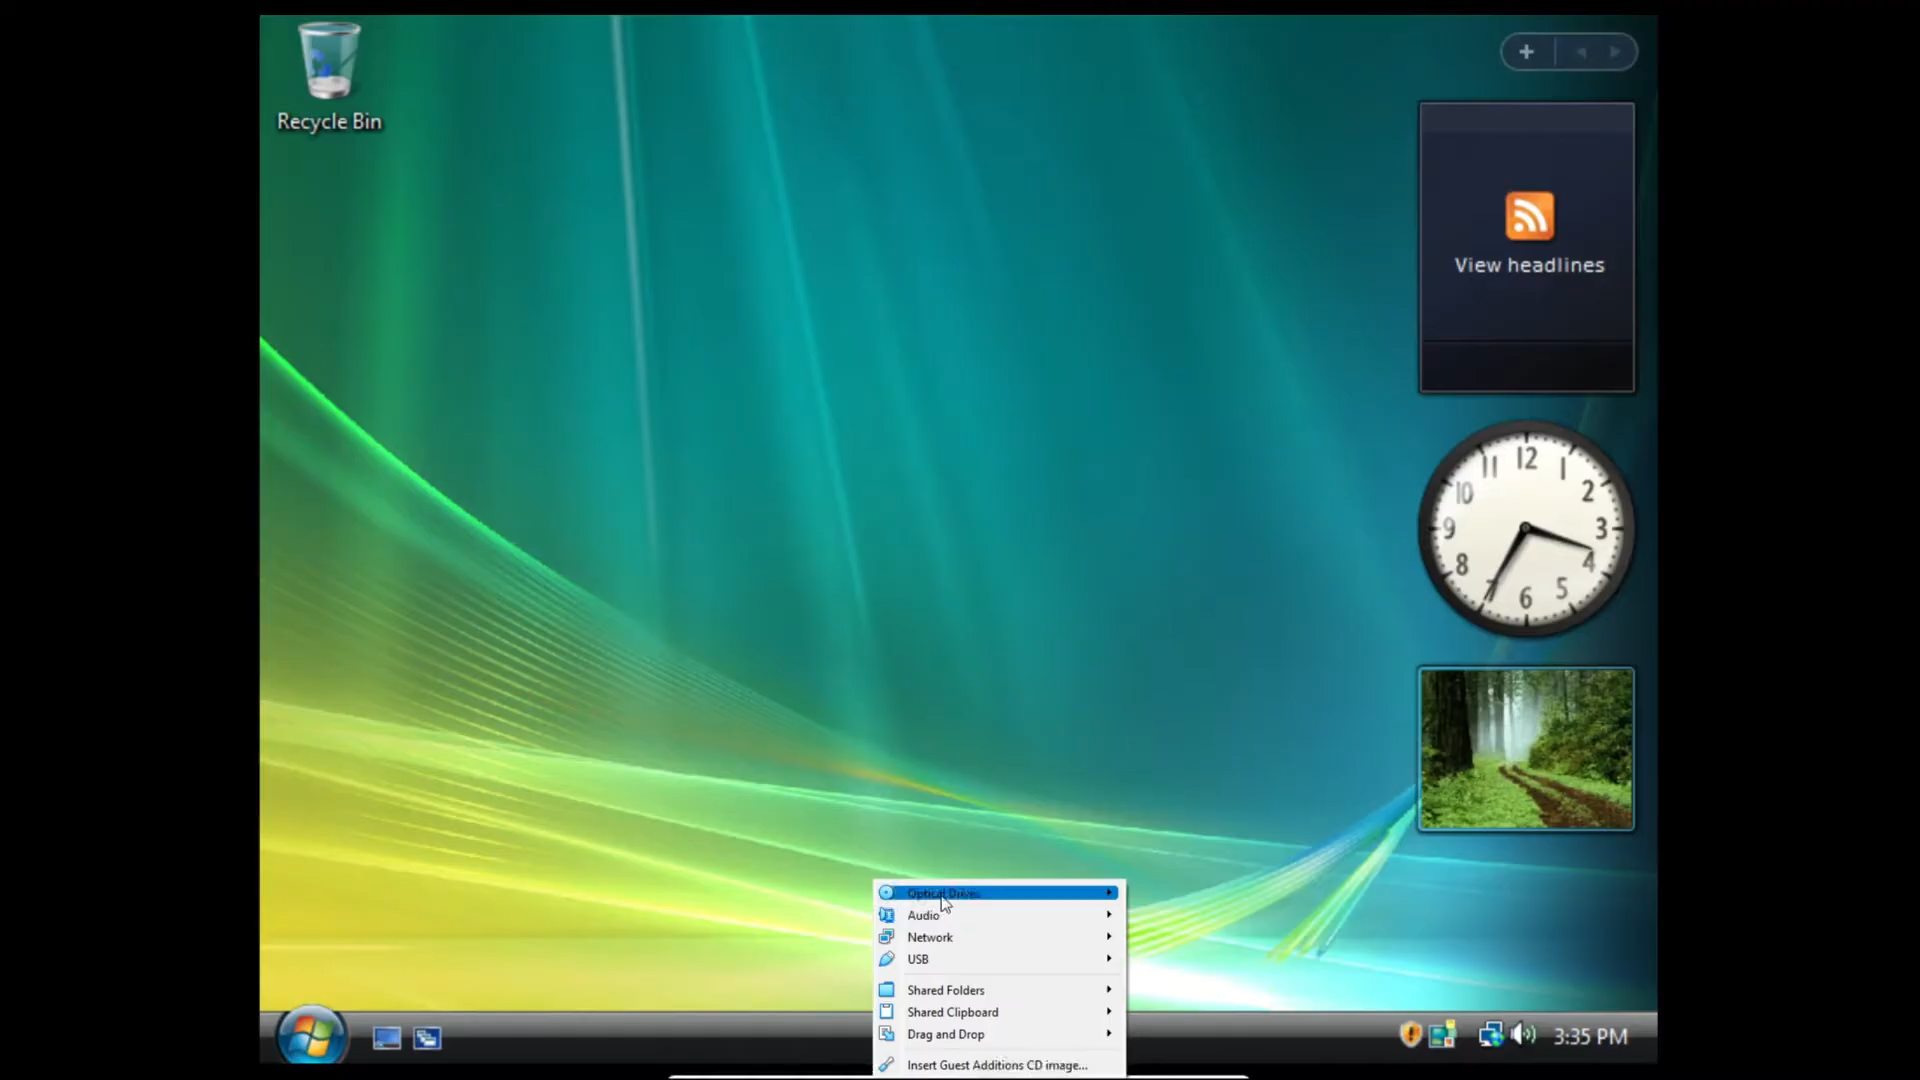 Recycle Bin
View headlines
12
11 1
10 2
9 3
8 4
7 5
6
Optical Drives
Audio
Network
USB
Shared Folders
Shared Clipboard
Drag and Drop
Insert Guest Additions CD image...
3:35 PM